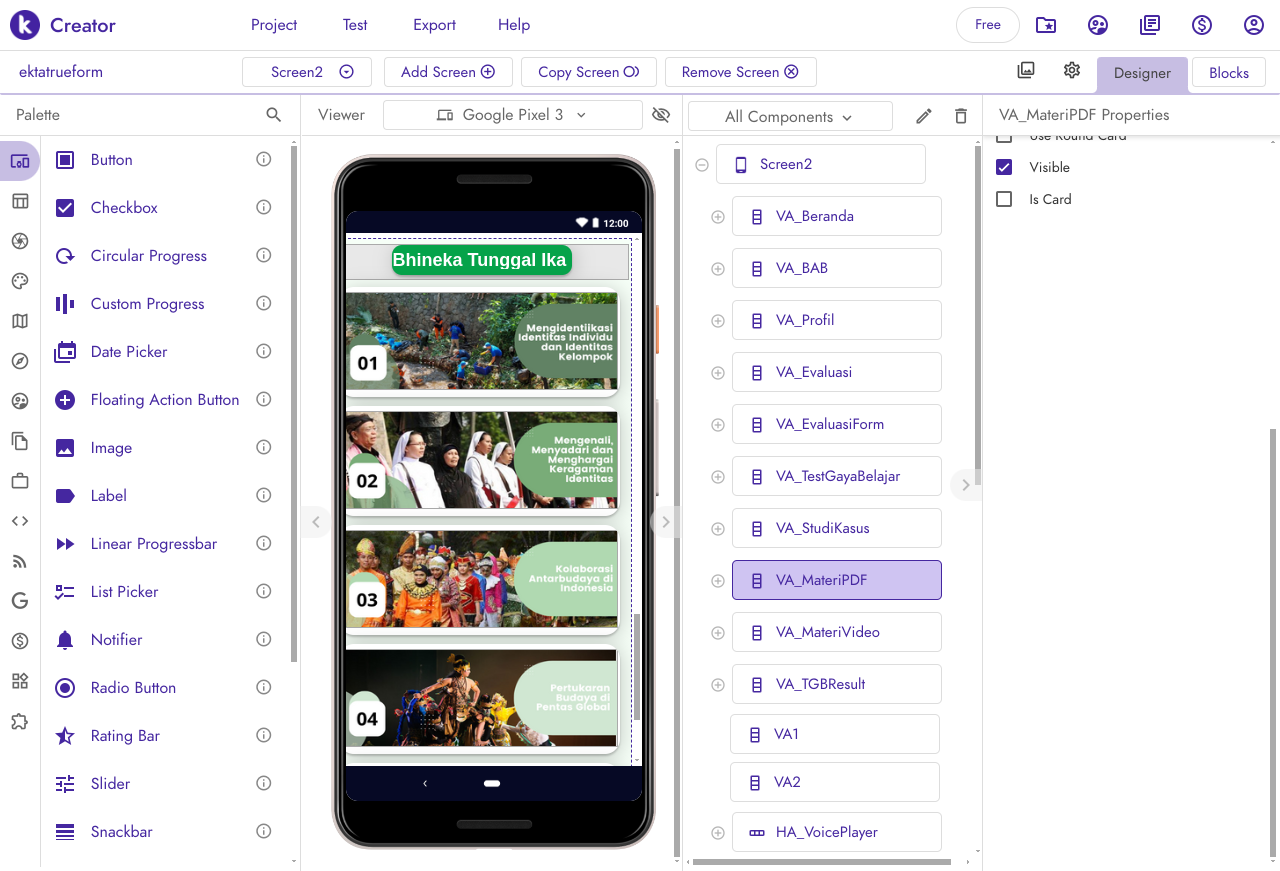 Creator
Project
Test
Export
Help
Free
ektatrueform
Screen2
Add Screen
Copy Screen
Remove Screen
Designer
Blocks
Palette
Viewer
Google Pixel 3
All Components
VA_MateriPDF Properties
Button
Checkbox
Circular Progress
Custom Progress
Date Picker
Floating Action Button
Image
Label
Linear Progressbar
List Picker
Notifier
Radio Button
Rating Bar
Slider
Snackbar
12:00
Bhineka Tunggal Ika
Mengidentiikasi
Identitas Individu
dan Identitas
Kelompok
01
Mengenali,
Menyadari dan
Menghargai
Keragaman
Identitas
02
Kolaborasi
Antarbudaya di
Indonesia
03
Pertukaran
Budaya di
Pentas Global
04
Screen2
VA_Beranda
VA_BAB
VA_Profil
VA_Evaluasi
VA_EvaluasiForm
VA_TestGayaBelajar
VA_StudiKasus
VA_MateriPDF
VA_MateriVideo
VA_TGBResult
VA1
VA2
HA_VoicePlayer
Use Round Card
Visible
Is Card